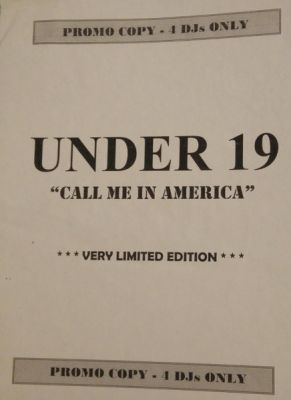 PROMO COPY - 4 DJs ONLY
UNDER 19
“CALL ME IN AMERICA”
* * * VERY LIMITED EDITION * * *
PROMO COPY - 4 DJs ONLY